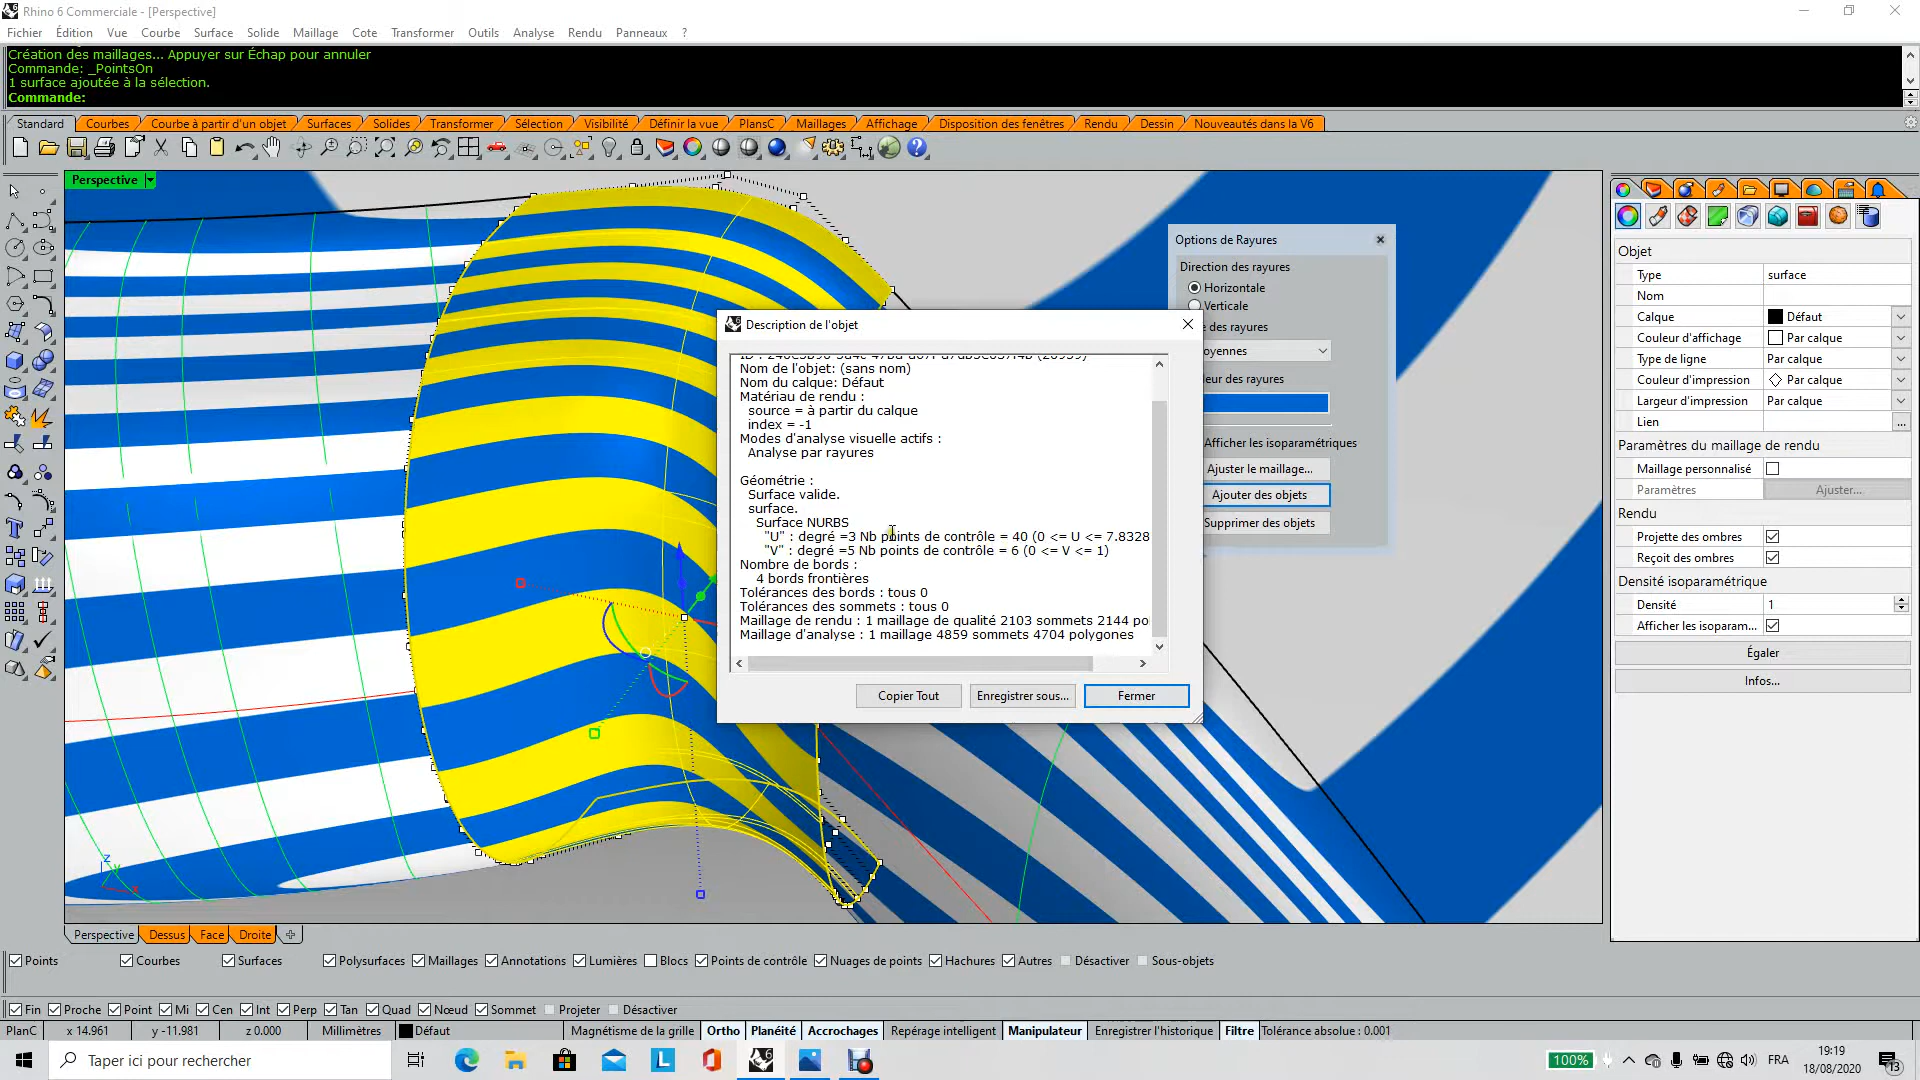 Rhino 6 Commerciale - [Perspective]
Fichier Édition Vue Courbe Surface Solide Maillage Cote Transformer Outils Analyse Rendu Panneaux ?
Création des maillages... Appuyer sur Échap pour annuler
Commande: _PointsOn
1 surface ajoutée à la sélection.
Commande:
Standard Courbes Courbe à partir d'un objet Surfaces Solides Transformer Sélection Visibilité Définir la vue PlansC Maillages Affichage Disposition des fenêtres Rendu Dessin Nouveautés dans la V6
Perspective
Options de Rayures
Direction des rayures
Horizontale
Verticale
e des rayures
oyennes
leur des rayures
Afficher les isoparamétriques
Ajuster le maillage...
Ajouter des objets
Supprimer des objets
Description de l'objet
Nom de l'objet: (sans nom)
Nom du calque: Défaut
Matériau de rendu :
source = à partir du calque
index = -1
Modes d'analyse visuelle actifs :
Analyse par rayures
Géométrie :
Surface valide.
surface.
Surface NURBS
"U" : degré =3 Nb points de contrôle = 40 (0 <= U <= 7.8328
"V" : degré =5 Nb points de contrôle = 6 (0 <= V <= 1)
Nombre de bords :
4 bords frontières
Tolérances des bords : tous 0
Tolérances des sommets : tous 0
Maillage de rendu : 1 maillage de qualité 2103 sommets 2144 po
Maillage d'analyse : 1 maillage 4859 sommets 4704 polygones
Copier Tout Enregistrer sous... Fermer
Objet
Type surface
Nom
Calque Défaut
Couleur d'affichage Par calque
Type de ligne Par calque
Couleur d'impression Par calque
Largeur d'impression Par calque
Lien ...
Paramètres du maillage de rendu
Maillage personnalisé
Paramètres Ajuster...
Rendu
Projette des ombres
Reçoit des ombres
Densité isoparamétrique
Densité 1
Afficher les isoparam...
Égaler
Infos...
z y x
Perspective Dessus Face Droite
Points Courbes Surfaces Polysurfaces Maillages Annotations Lumières Blocs Points de contrôle Nuages de points Hachures Autres Désactiver Sous-objets
Fin Proche Point Mi Cen Int Perp Tan Quad Nœud Sommet Projeter Désactiver
PlanC x 14.961 y -11.981 z 0.000 Millimètres Défaut Magnétisme de la grille Ortho Planéité Accrochages Repérage intelligent Manipulateur Enregistrer l'historique Filtre Tolérance absolue : 0.001
Taper ici pour rechercher
100% FRA 19:19
18/08/2020
13